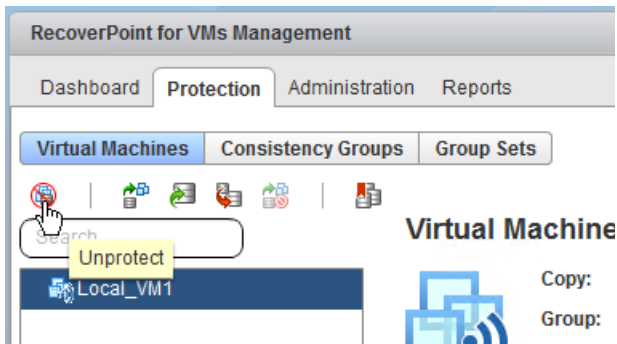 RecoverPoint for VMs Management
Dashboard Protection Administration Reports
Virtual Machines Consistency Groups Group Sets
Search
Virtual Machine
Unprotect
Local_VM1
Copy:
Group: